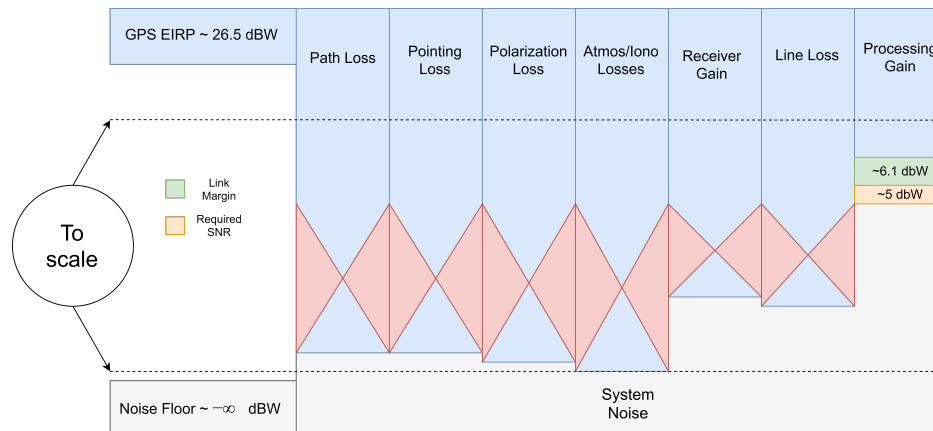 GPS EIRP ~ 26.5 dBW
Path Loss
Pointing
Loss
Polarization
Loss
Atmos/Iono
Losses
Receiver
Gain
Line Loss
Processing
Gain
To
scale
Link
Margin
Required
SNR
~6.1 dbW
~5 dbW
Noise Floor ~ −∞ dBW
System
Noise